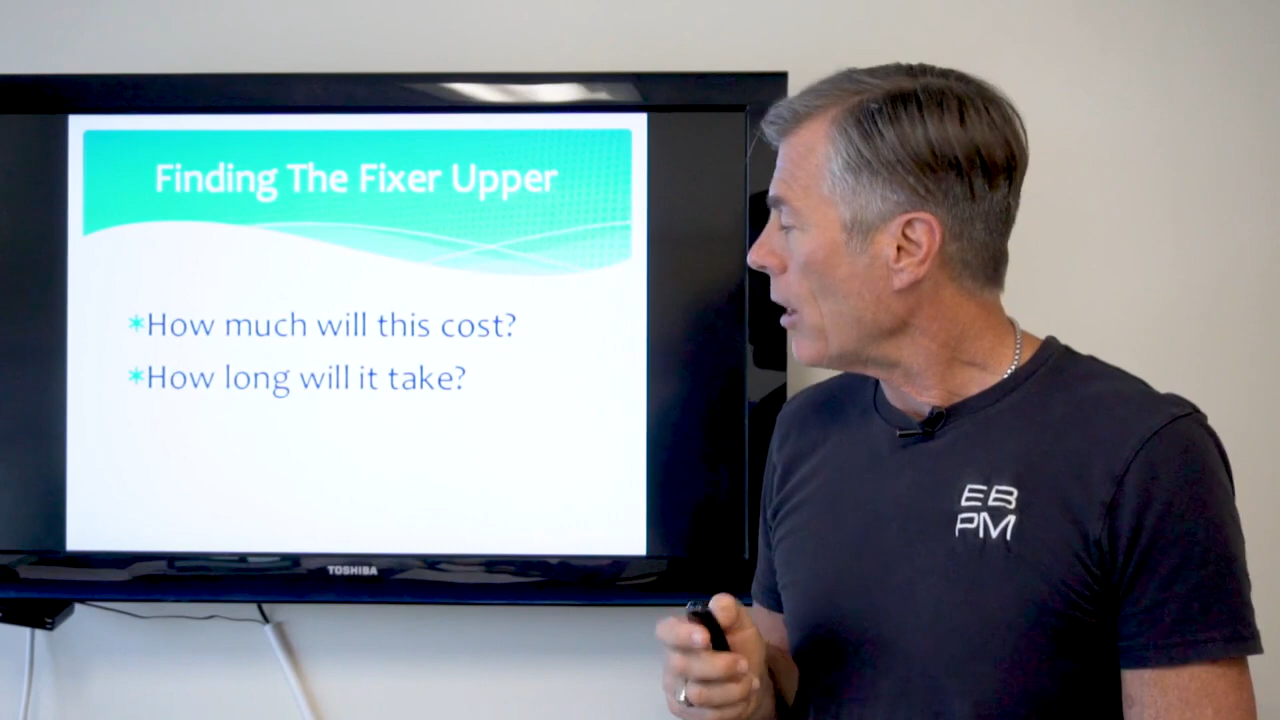 Finding The Fixer Upper
*How much will this cost?
*How long will it take?
TOSHIBA
EB
PM